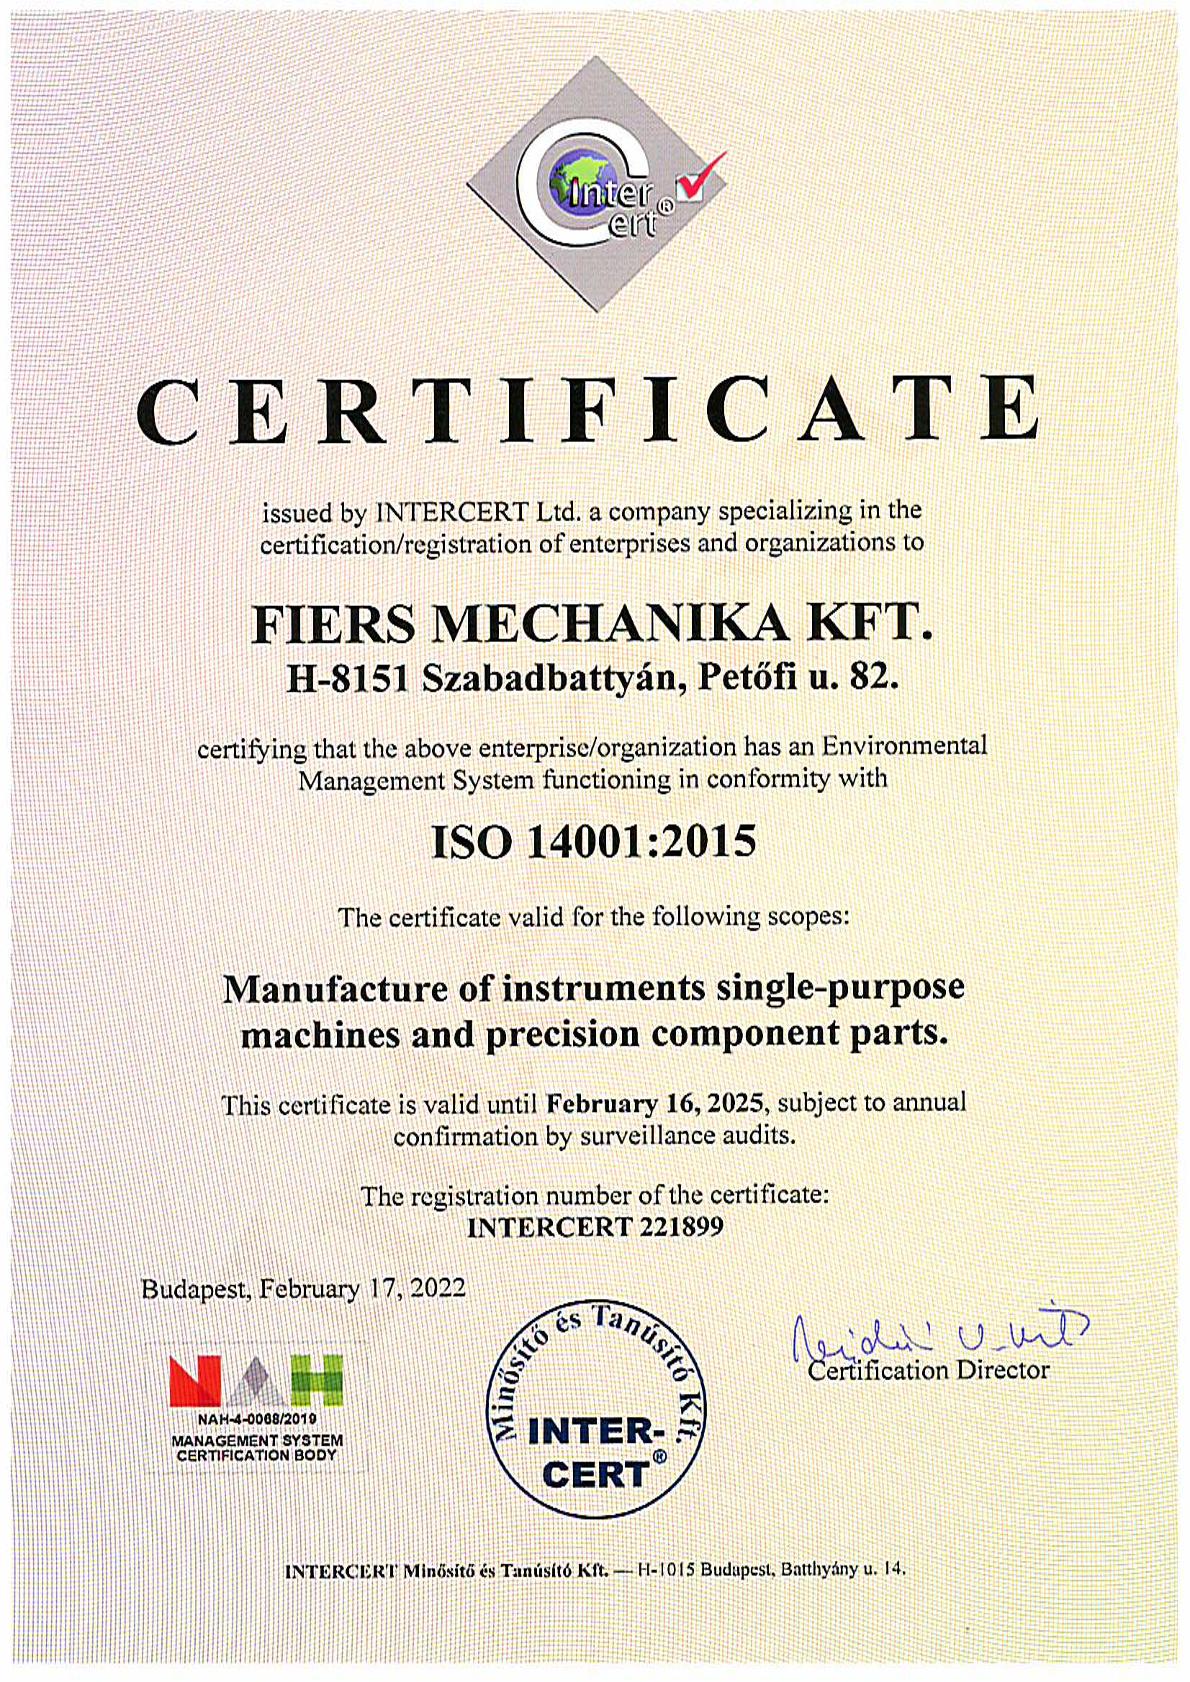 Inter
Cert®
CERTIFICATE
issued by INTERCERT Ltd. a company specializing in the
certification/registration of enterprises and organizations to
FIERS MECHANIKA KFT.
H-8151 Szabadbattyán, Petőfi u. 82.
certifying that the above enterprise/organization has an Environmental
Management System functioning in conformity with
ISO 14001:2015
The certificate valid for the following scopes:
Manufacture of instruments single-purpose
machines and precision component parts.
This certificate is valid until February 16, 2025, subject to annual
confirmation by surveillance audits.
The registration number of the certificate:
INTERCERT 221899
Budapest, February 17, 2022
NAH
NAH-4-0068/2019
MANAGEMENT SYSTEM
CERTIFICATION BODY
Minősítő és Tanúsító Kft.
INTER-
CERT®
Certification Director
INTERCERT Minősítő és Tanúsító Kft. — H-1015 Budapest, Batthyány u. 14.